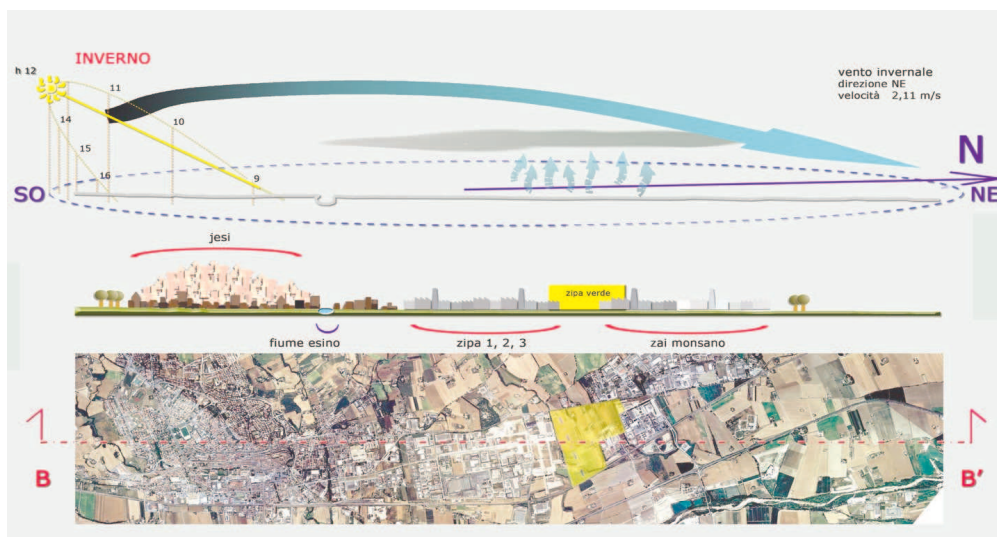 INVERNO
h 12
11
10
14
15
16
9
vento invernale
direzione NE
velocità 2,11 m/s
N
SO
NE
jesi
zipa verde
fiume esino
zipa 1, 2, 3
zai monsano
B
B'